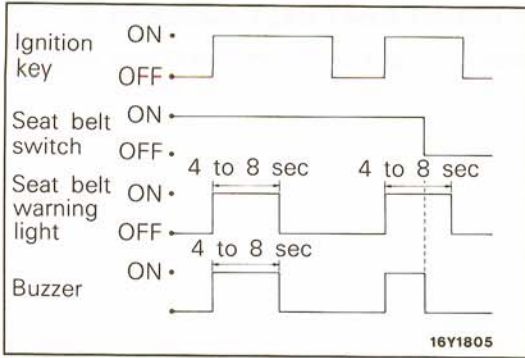 Ignition key
ON
OFF
Seat belt switch
ON
OFF
4 to 8 sec
4 to 8 sec
Seat belt warning light
ON
OFF
4 to 8 sec
Buzzer
ON
16Y1805